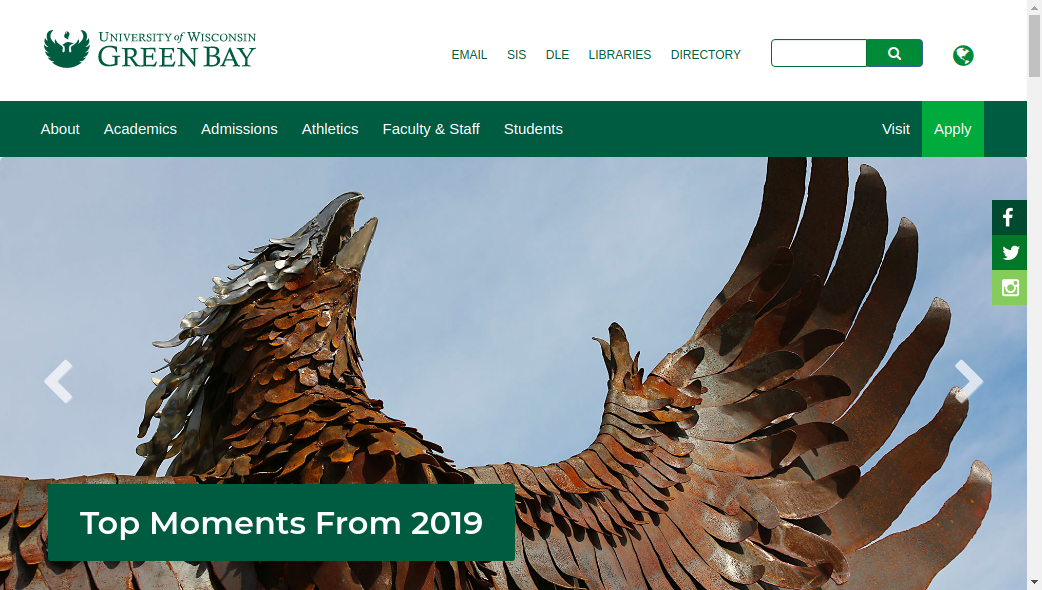 UNIVERSITY of WISCONSIN
GREEN BAY
EMAIL SIS DLE LIBRARIES DIRECTORY
About Academics Admissions Athletics Faculty & Staff Students Visit Apply
Top Moments From 2019